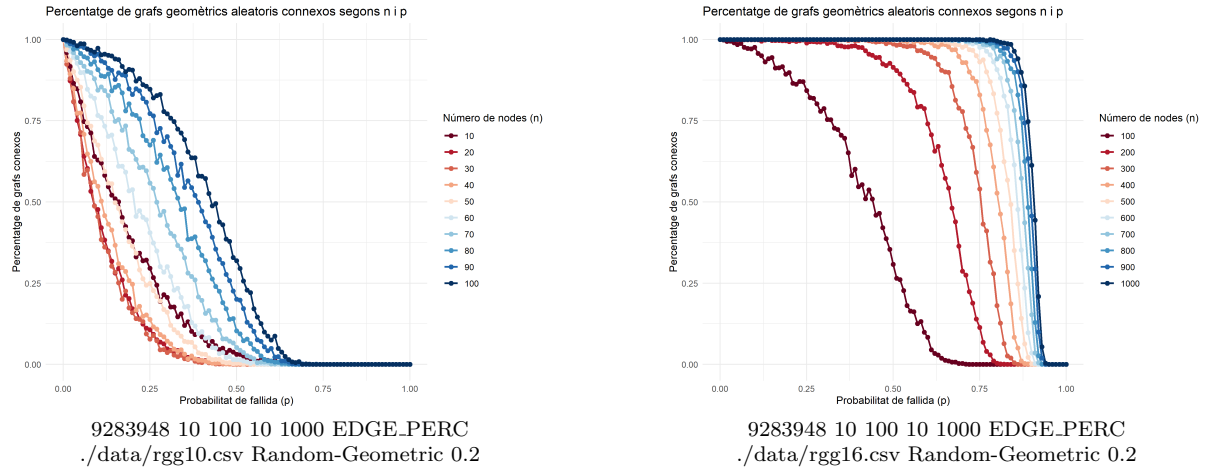 Percentatge de grafs geomètrics aleatoris connexos segons n i p
Percentatge de grafs conexos
1.00
0.75
0.50
0.25
0.00
0.00 0.25 0.50 0.75 1.00
Probabilitat de fallida (p)
Número de nodes (n)
10
20
30
40
50
60
70
80
90
100
9283948 10 100 10 1000 EDGE_PERC
./data/rgg10.csv Random-Geometric 0.2
Percentatge de grafs geomètrics aleatoris connexos segons n i p
Percentatge de grafs conexos
1.00
0.75
0.50
0.25
0.00
0.00 0.25 0.50 0.75 1.00
Probabilitat de fallida (p)
Número de nodes (n)
100
200
300
400
500
600
700
800
900
1000
9283948 10 100 10 1000 EDGE_PERC
./data/rgg16.csv Random-Geometric 0.2